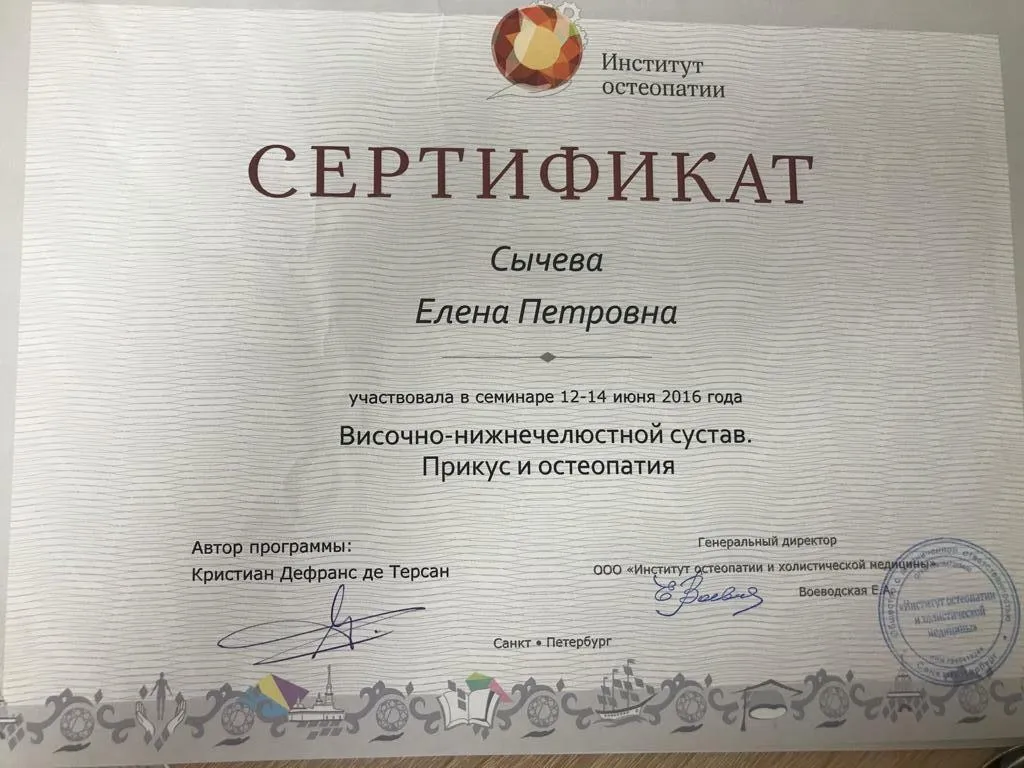 Институт
остеопатии
СЕРТИФИКАТ
Сычева
Елена Петровна
участвовала в семинаре 12-14 июня 2016 года
Височно-нижнечелюстной сустав.
Прикус и остеопатия
Автор программы:
Кристиан Дефранс де Терсан
Генеральный директор
ООО «Институт остеопатии и холистической медицины»
Воеводская Е.А.
Санкт • Петербург
«Институт остеопатии
и холистической
медицины»